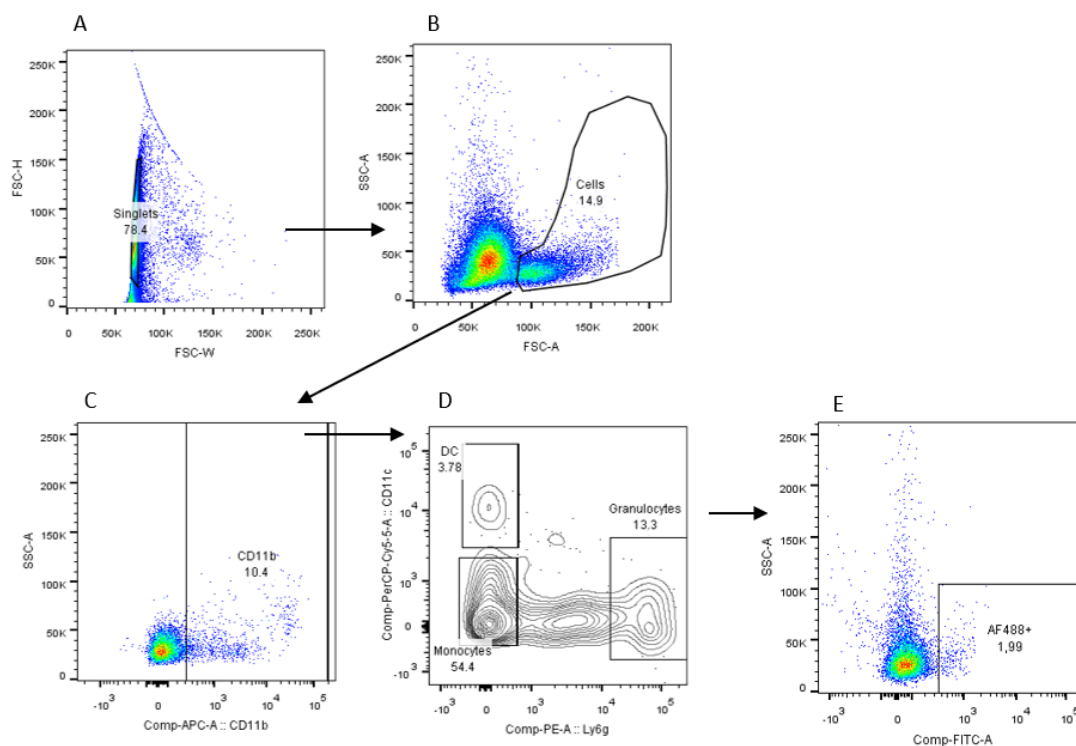 A
250K
200K
150K
100K
50K
0
FSC-H
Singlets
78.4
0 50K 100K 150K 200K 250K
FSC-W
B
250K
200K
150K
100K
50K
0
SSC-A
Cells
14.9
0 50K 100K 150K 200K
FSC-A
C
250K
200K
150K
100K
50K
0
SSC-A
CD11b
10.4
-10³ 0 10³ 10⁴ 10⁵
Comp-APC-A :: CD11b
D
10⁵
10⁴
10³
0
-10³
Comp-PerCP-Cy5-5-A :: CD11c
DC
3.78
Granulocytes
13.3
Monocytes
54.4
-10³ 0 10³ 10⁴ 10⁵
Comp-PE-A :: Ly6g
E
250K
200K
150K
100K
50K
0
SSC-A
AF488+
1,99
-10³ 0 10³ 10⁴ 10⁵
Comp-FITC-A